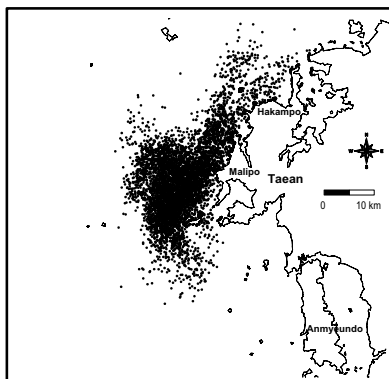 Hakampo
N
W E
S
Malipo
Taean
0 10 km
Anmyeundo